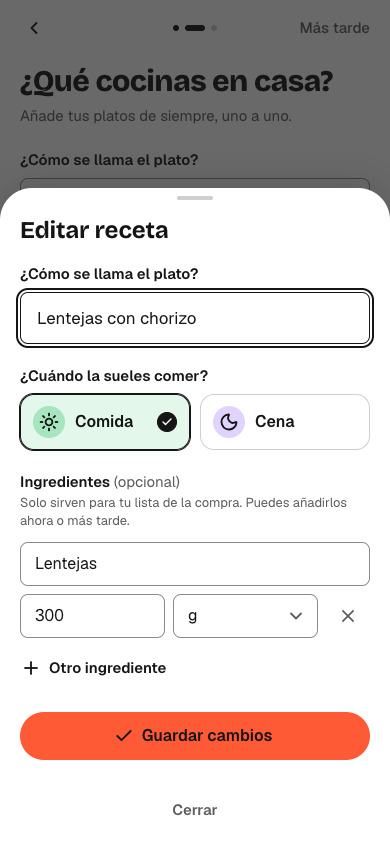 Más tarde
¿Qué cocinas en casa?
Añade tus platos de siempre, uno a uno.
¿Cómo se llama el plato?
Editar receta
¿Cómo se llama el plato?
Lentejas con chorizo
¿Cuándo la sueles comer?
Comida
Cena
Ingredientes (opcional)
Solo sirven para tu lista de la compra. Puedes añadirlos
ahora o más tarde.
Lentejas
300
g
Otro ingrediente
Guardar cambios
Cerrar